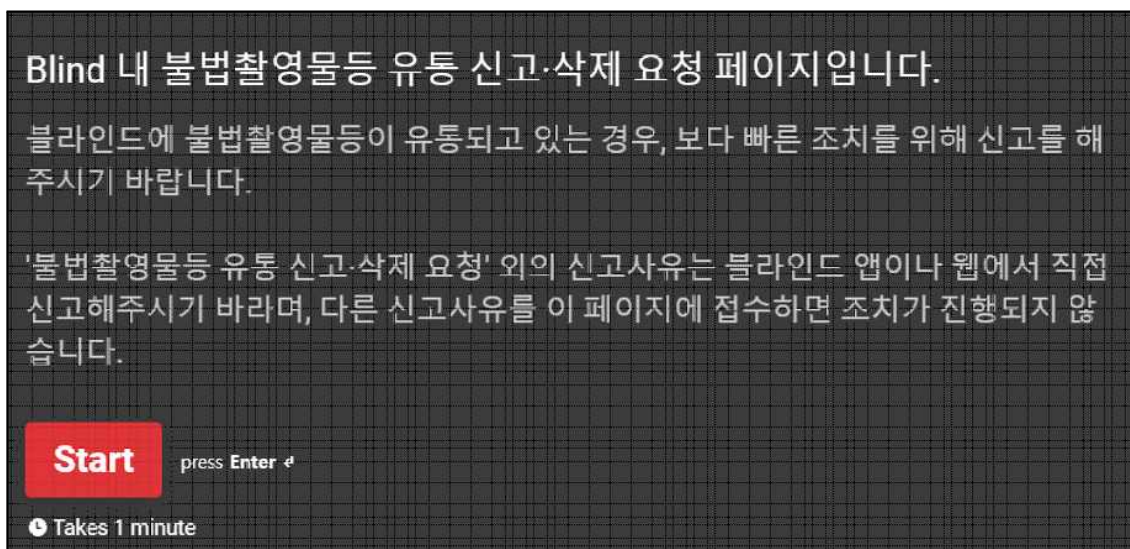 Blind 내 불법촬영물등 유통 신고·삭제 요청 페이지입니다.
블라인드에 불법촬영물등이 유통되고 있는 경우, 보다 빠른 조치를 위해 신고를 해
주시기 바랍니다.
'불법촬영물등 유통 신고·삭제 요청' 외의 신고사유는 블라인드 앱이나 웹에서 직접
신고해주시기 바라며, 다른 신고사유를 이 페이지에 접수하면 조치가 진행되지 않
습니다.
Start press Enter ↵
Takes 1 minute